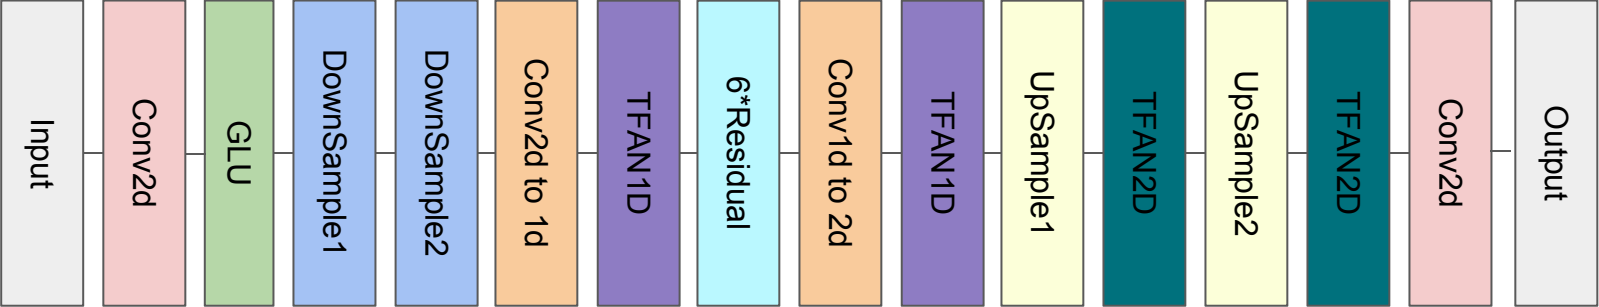 Input
Conv2d
GLU
DownSample1
DownSample2
Conv2d to 1d
TFAN1D
6*Residual
Conv1d to 2d
TFAN1D
UpSample1
TFAN2D
UpSample2
TFAN2D
Conv2d
Output